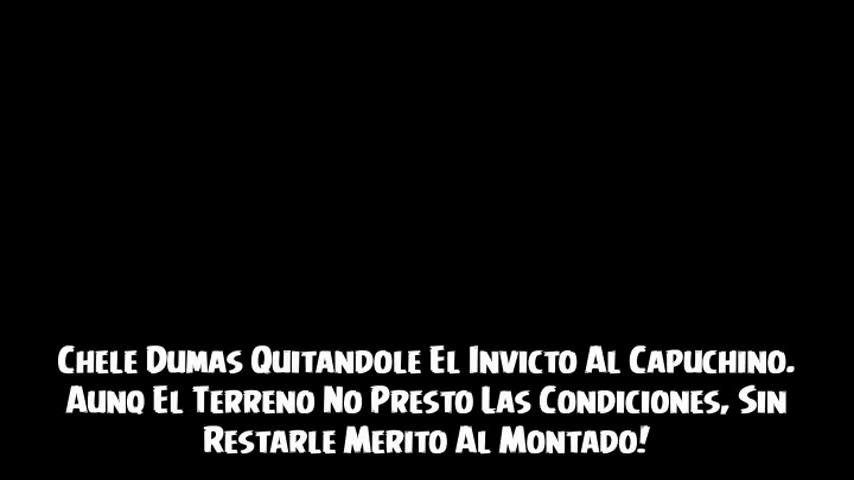 Chele Dumas Quitandole El Invicto Al Capuchino.
Aunq El Terreno No Presto Las Condiciones, Sin
Restarle Merito Al Montado!